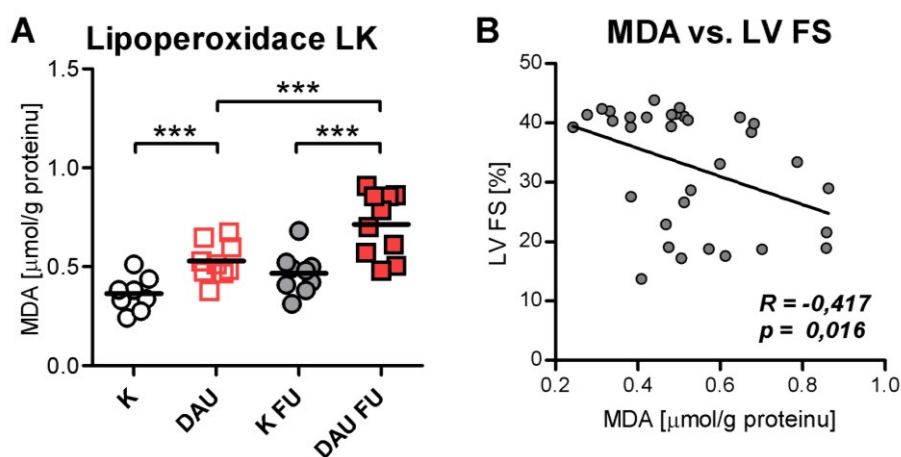 A Lipoperoxidace LK
MDA [μmol/g proteinu]
1.5
1.0
0.5
0.0
***
***
***
K
DAU
K FU
DAU FU
B MDA vs. LV FS
LV FS [%]
50
40
30
20
10
0
R = -0,417
p = 0,016
0.2 0.4 0.6 0.8 1.0
MDA [μmol/g proteinu]